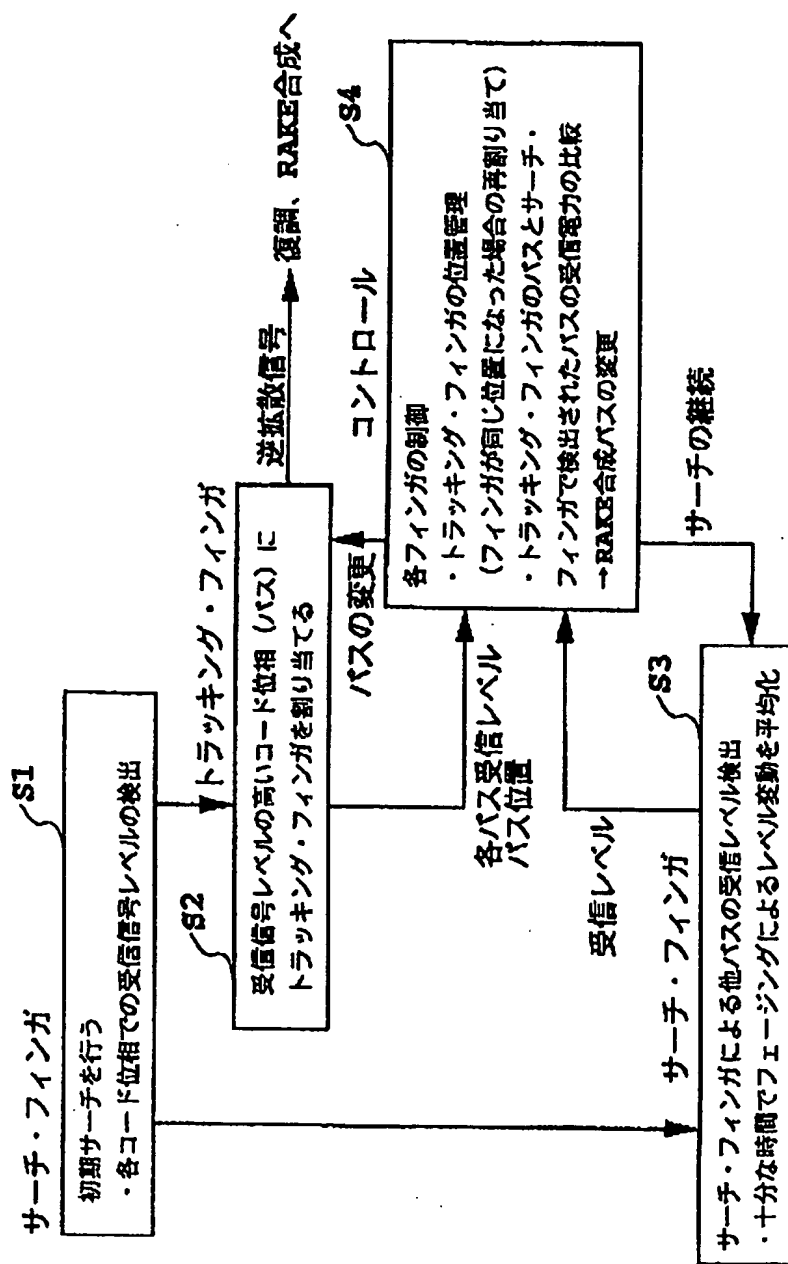 サーチ・フィンガ
S1
初期サーチを行う
・各コード位相での受信信号レベルの検出
S2
トラッキング・フィンガ
受信信号レベルの高いコード位相（パス）に
トラッキング・フィンガを割り当てる
逆拡散信号
復調、RAKE合成へ
パスの変更
コントロール
S4
各フィンガの制御
・トラッキング・フィンガの位置管理
（フィンガが同じ位置になった場合の再割り当て）
・トラッキング・フィンガのパスとサーチ・
フィンガで検出されたパスの受信電力の比較
→RAKE合成パスの変更
各パス受信レベル
パス位置
受信レベル
サーチの継続
サーチ・フィンガ
S3
サーチ・フィンガによる他パスの受信レベル検出
・十分な時間でフェージングによるレベル変動を平均化